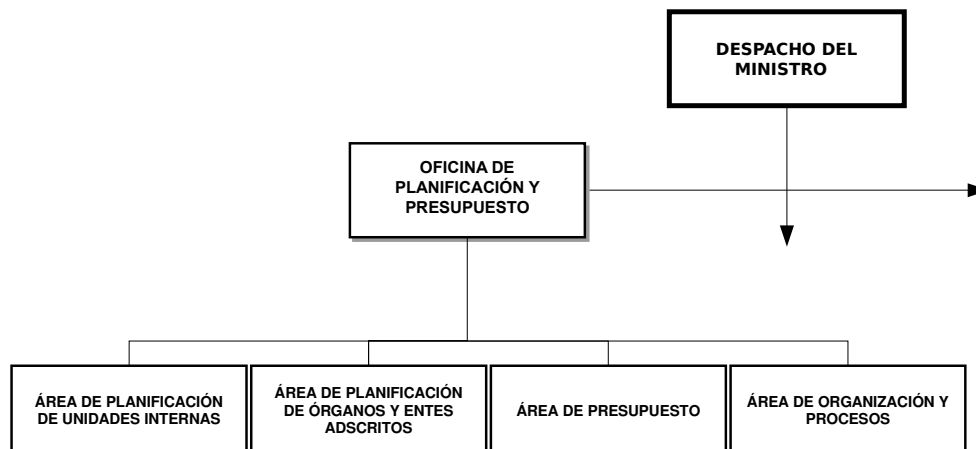 DESPACHO DEL
MINISTRO
OFICINA DE
PLANIFICACIÓN Y
PRESUPUESTO
ÁREA DE PLANIFICACIÓN
DE UNIDADES INTERNAS
ÁREA DE PLANIFICACIÓN
DE ÓRGANOS Y ENTES
ADSCRITOS
ÁREA DE PRESUPUESTO
ÁREA DE ORGANIZACIÓN Y
PROCESOS